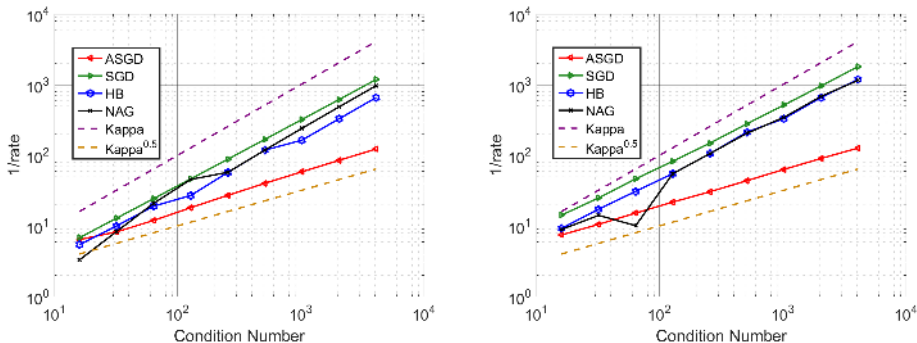 10^4
10^3
10^2
10^1
10^0
1/rate
ASGD
SGD
HB
NAG
Kappa
Kappa^0.5
10^1
10^2
10^3
10^4
Condition Number
10^4
10^3
10^2
10^1
10^0
1/rate
ASGD
SGD
HB
NAG
Kappa
Kappa^0.5
10^1
10^2
10^3
10^4
Condition Number